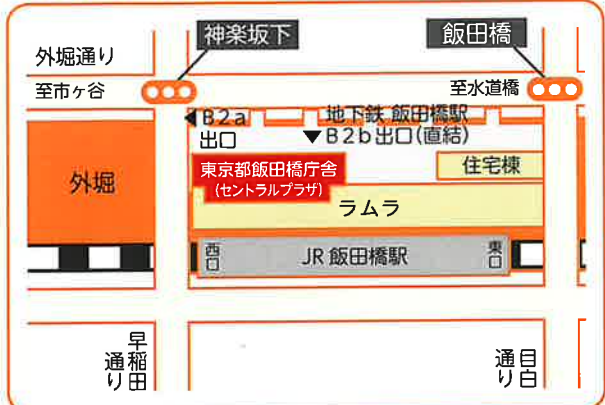 神楽坂下
飯田橋
外堀通り
至市ヶ谷
至水道橋
◀B2a
出口
地下鉄 飯田橋駅
▼B2b出口(直結)
東京都飯田橋庁舎
(セントラルプラザ)
住宅棟
外堀
ラムラ
西口
JR 飯田橋駅
東口
早稲田通り
目白通り